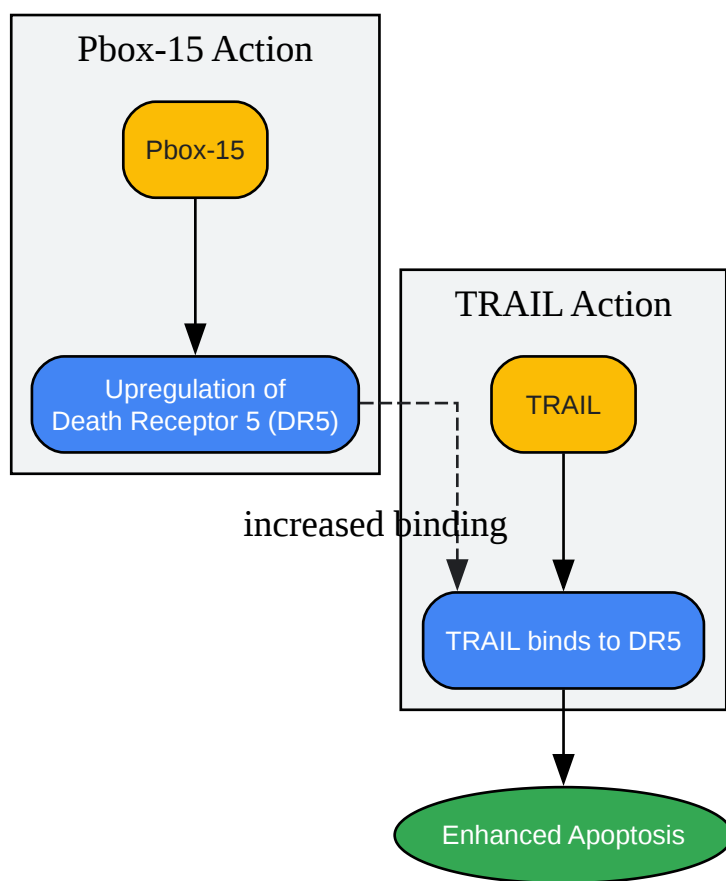 Pbox-15 Action
Pbox-15
Upregulation of
Death Receptor 5 (DR5)
TRAIL Action
TRAIL
increased binding
TRAIL binds to DR5
Enhanced Apoptosis